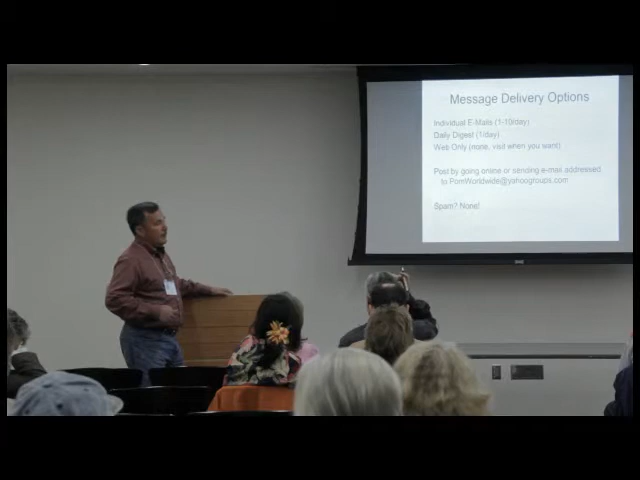 Message Delivery Options
Individual E-Mails (1-10/day)
Daily Digest (1/day)
Web Only (none, visit when you want)
Post by going online or sending e-mail addressed
to PomWorldwide@yahoogroups.com
Spam? None!